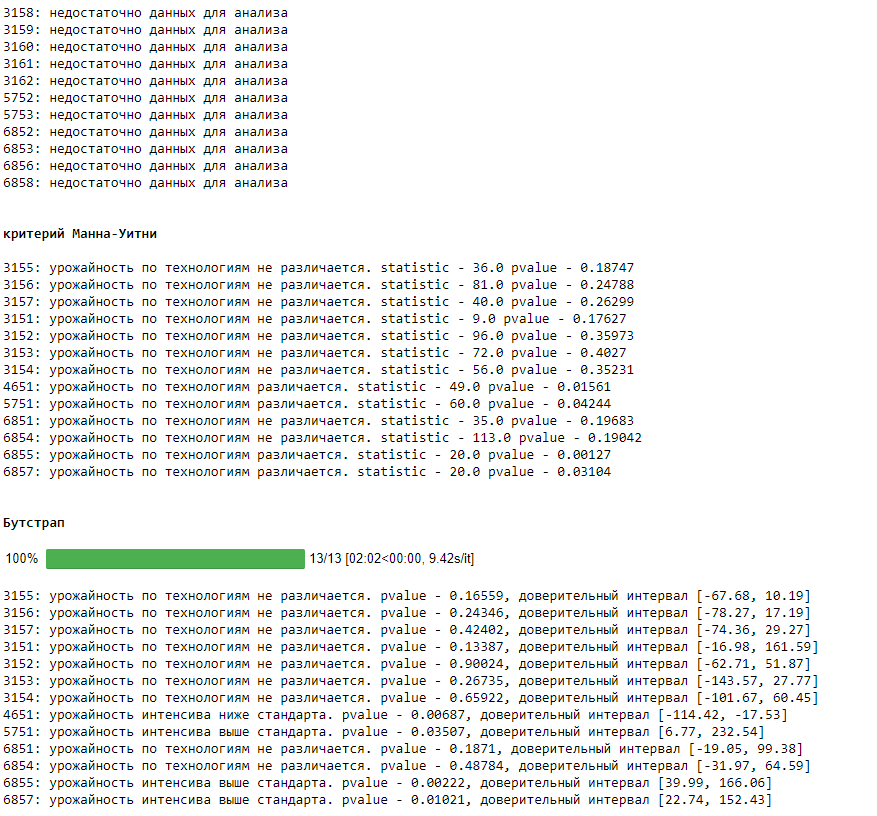 3158: недостаточно данных для анализа
3159: недостаточно данных для анализа
3160: недостаточно данных для анализа
3161: недостаточно данных для анализа
3162: недостаточно данных для анализа
5752: недостаточно данных для анализа
5753: недостаточно данных для анализа
6852: недостаточно данных для анализа
6853: недостаточно данных для анализа
6856: недостаточно данных для анализа
6858: недостаточно данных для анализа
критерий Манна-Уитни
3155: урожайность по технологиям не различается. statistic - 36.0 pvalue - 0.18747
3156: урожайность по технологиям не различается. statistic - 81.0 pvalue - 0.24788
3157: урожайность по технологиям не различается. statistic - 40.0 pvalue - 0.26299
3151: урожайность по технологиям не различается. statistic - 9.0 pvalue - 0.17627
3152: урожайность по технологиям не различается. statistic - 96.0 pvalue - 0.35973
3153: урожайность по технологиям не различается. statistic - 72.0 pvalue - 0.4027
3154: урожайность по технологиям не различается. statistic - 56.0 pvalue - 0.35231
4651: урожайность по технологиям различается. statistic - 49.0 pvalue - 0.01561
5751: урожайность по технологиям различается. statistic - 60.0 pvalue - 0.04244
6851: урожайность по технологиям не различается. statistic - 35.0 pvalue - 0.19683
6854: урожайность по технологиям не различается. statistic - 113.0 pvalue - 0.19042
6855: урожайность по технологиям различается. statistic - 20.0 pvalue - 0.00127
6857: урожайность по технологиям различается. statistic - 20.0 pvalue - 0.03104
Бутстрап
100% 13/13 [02:02<00:00, 9.42s/it]
3155: урожайность по технологиям не различается. pvalue - 0.16559, доверительный интервал [-67.68, 10.19]
3156: урожайность по технологиям не различается. pvalue - 0.24346, доверительный интервал [-78.27, 17.19]
3157: урожайность по технологиям не различается. pvalue - 0.42402, доверительный интервал [-74.36, 29.27]
3151: урожайность по технологиям не различается. pvalue - 0.13387, доверительный интервал [-16.98, 161.59]
3152: урожайность по технологиям не различается. pvalue - 0.90024, доверительный интервал [-62.71, 51.87]
3153: урожайность по технологиям не различается. pvalue - 0.26735, доверительный интервал [-143.57, 27.77]
3154: урожайность по технологиям не различается. pvalue - 0.65922, доверительный интервал [-101.67, 60.45]
4651: урожайность интенсива ниже стандарта. pvalue - 0.00687, доверительный интервал [-114.42, -17.53]
5751: урожайность интенсива выше стандарта. pvalue - 0.03507, доверительный интервал [6.77, 232.54]
6851: урожайность по технологиям не различается. pvalue - 0.1871, доверительный интервал [-19.05, 99.38]
6854: урожайность по технологиям не различается. pvalue - 0.48784, доверительный интервал [-31.97, 64.59]
6855: урожайность интенсива выше стандарта. pvalue - 0.00222, доверительный интервал [39.99, 166.06]
6857: урожайность интенсива выше стандарта. pvalue - 0.01021, доверительный интервал [22.74, 152.43]